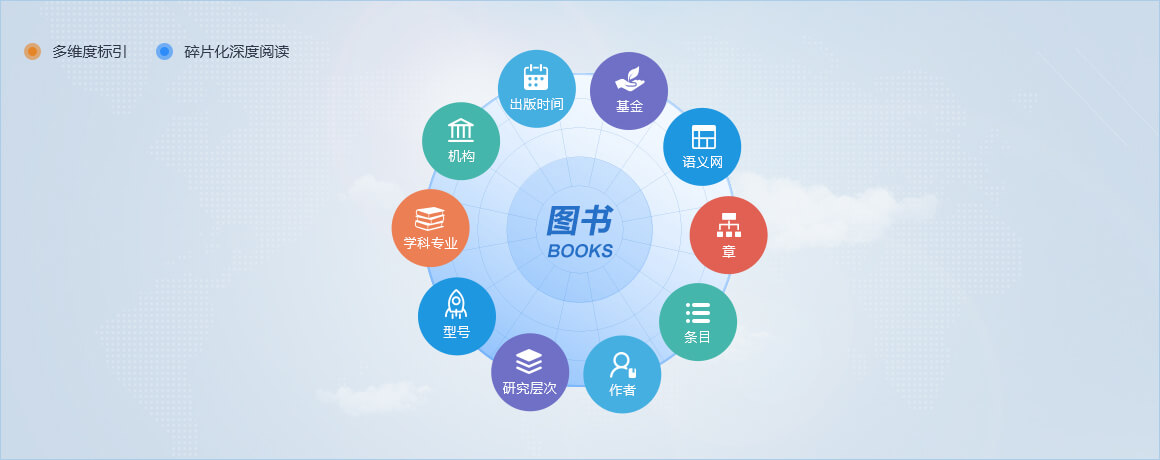 多维度标引
碎片化深度阅读
出版时间
基金
机构
语义网
学科专业
图书
BOOKS
章
型号
条目
研究层次
作者